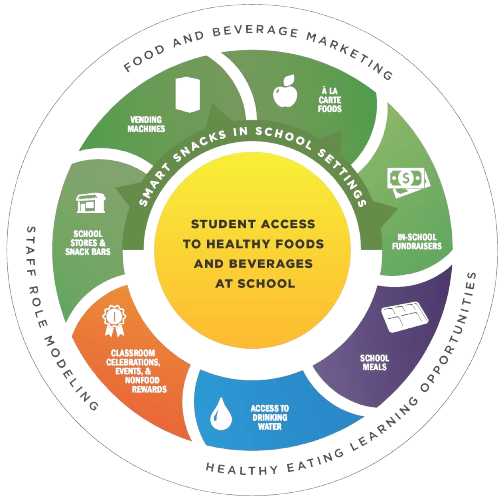 FOOD AND BEVERAGE MARKETING
VENDING
MACHINES
À LA
CARTE
FOODS
SMART SNACKS IN SCHOOL SETTINGS
SCHOOL
STORES &
SNACK BARS
IN-SCHOOL
FUNDRAISERS
STUDENT ACCESS
TO HEALTHY FOODS
AND BEVERAGES
AT SCHOOL
CLASSROOM
CELEBRATIONS,
EVENTS, &
NONFOOD
REWARDS
SCHOOL
MEALS
ACCESS TO
DRINKING
WATER
STAFF ROLE MODELING
HEALTHY EATING LEARNING OPPORTUNITIES